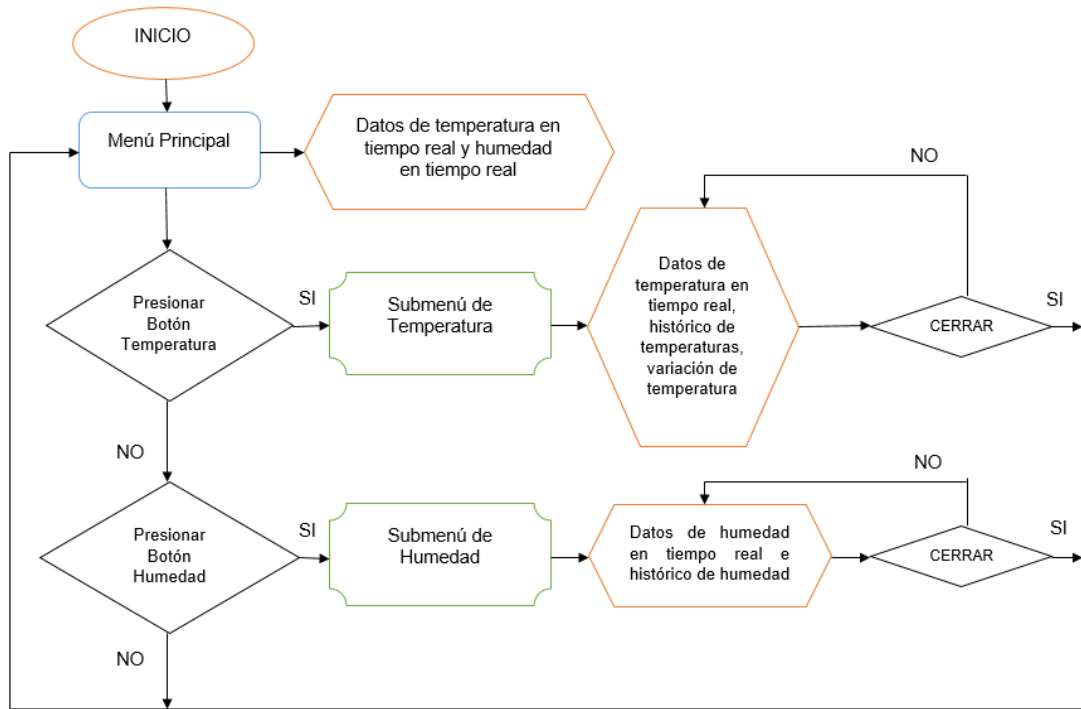 INICIO
Menú Principal
Datos de temperatura en
tiempo real y humedad
en tiempo real
NO
Presionar
Botón
Temperatura
SI
Submenú de
Temperatura
Datos de
temperatura en
tiempo real,
histórico de
temperaturas,
variación de
temperatura
CERRAR
SI
NO
NO
Presionar
Botón
Humedad
SI
Submenú de
Humedad
Datos de humedad
en tiempo real e
histórico de humedad
CERRAR
SI
NO